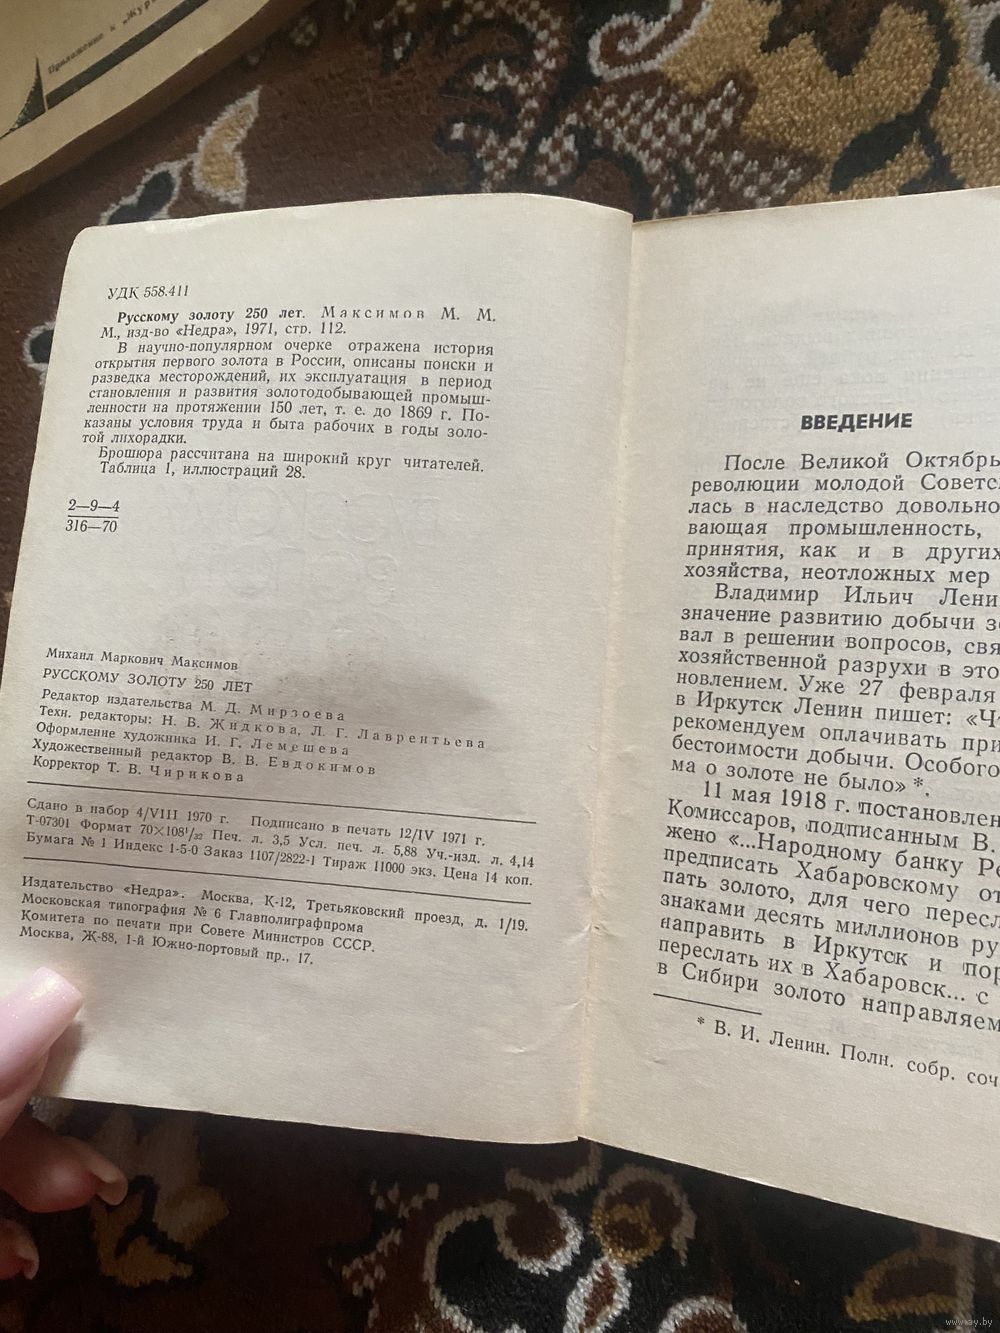 Приложение к „Жур
УДК 558.411
Русскому золоту 250 лет. Максимов М. М.
М., изд-во «Недра», 1971, стр. 112.
В научно-популярном очерке отражена история
открытия первого золота в России, описаны поиски и
разведка месторождений, их эксплуатация в период
становления и развития золотодобывающей промыш-
ленности на протяжении 150 лет, т. е. до 1869 г. По-
казаны условия труда и быта рабочих в годы золо-
той лихорадки.
Брошюра рассчитана на широкий круг читателей.
Таблица 1, иллюстраций 28.
2—9—4
316—70
Михаил Маркович Максимов
РУССКОМУ ЗОЛОТУ 250 ЛЕТ
Редактор издательства М. Д. Мирзоева
Техн. редакторы: Н. В. Жидкова, Л. Г. Лаврентьева
Оформление художника И. Г. Лемешева
Художественный редактор В. В. Евдокимов
Корректор Т. В. Чирикова
Сдано в набор 4/VIII 1970 г. Подписано в печать 12/IV 1971 г.
Т-07301 Формат 70×108¹/₃₂ Печ. л. 3,5 Усл. печ. л. 5,88 Уч.-изд. л. 4,14
Бумага № 1 Индекс 1-5-0 Заказ 1107/2822-1 Тираж 11000 экз. Цена 14 коп.
Издательство «Недра». Москва, К-12, Третьяковский проезд, д. 1/19.
Московская типография № 6 Главполиграфпрома
Комитета по печати при Совете Министров СССР.
Москва, Ж-88, 1-й Южно-портовый пр., 17.
ВВЕДЕНИЕ
После Великой Октябрь
революции молодой Советс
лась в наследство довольно
вающая промышленность,
принятия, как и в других
хозяйства, неотложных мер
Владимир Ильич Лени
значение развитию добычи зо
вал в решении вопросов, свя
хозяйственной разрухи в это
новлением. Уже 27 февраля
в Иркутск Ленин пишет: «Ч
рекомендуем оплачивать при
бестоимости добычи. Особого
ма о золоте не было» *.
11 мая 1918 г. постановлен
Комиссаров, подписанным В.
жено «...Народному банку Ре
предписать Хабаровскому от
пать золото, для чего пересл
знаками десять миллионов ру
направить в Иркутск и пор
переслать их в Хабаровск... с
в Сибири золото направляем
* В. И. Ленин. Полн. собр. соч
www.ay.by